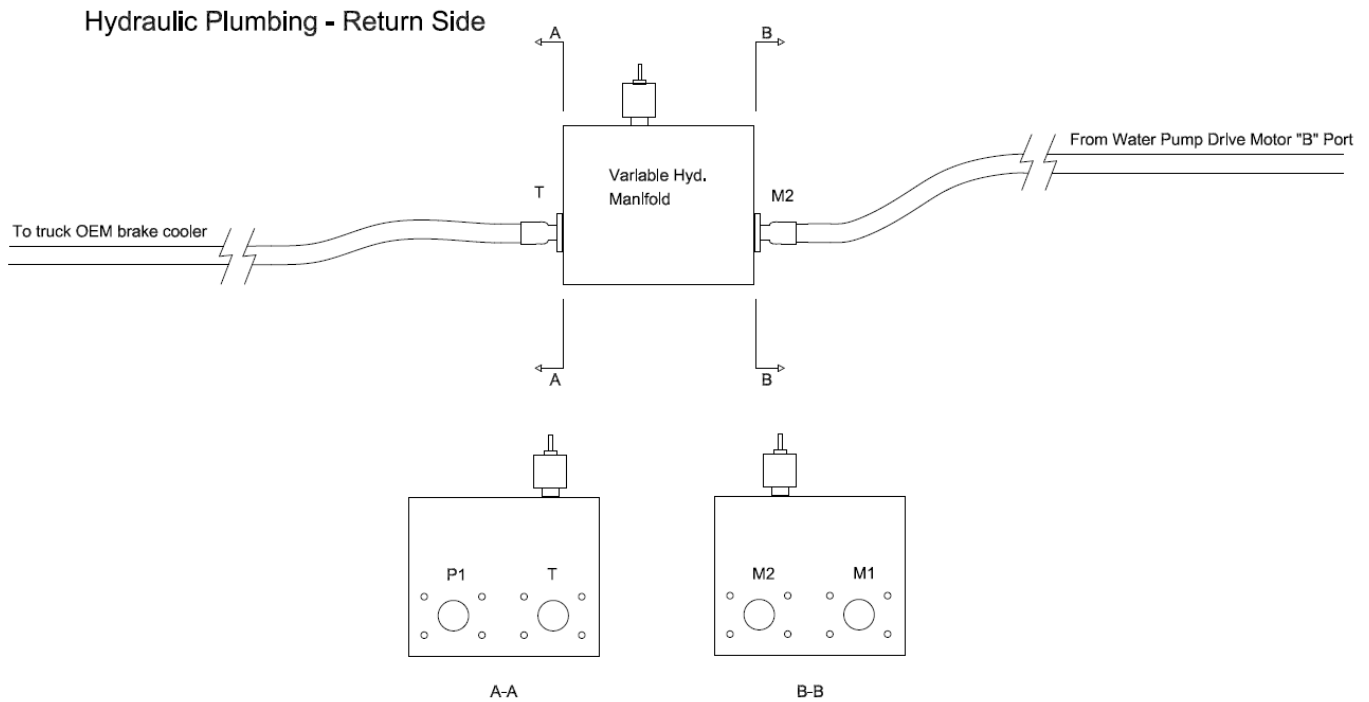 Hydraulic Plumbing - Return Side
A
B
From Water Pump Drive Motor "B" Port
Variable Hyd.
Manifold
T
M2
To truck OEM brake cooler
A
B
P1
T
M2
M1
A-A
B-B